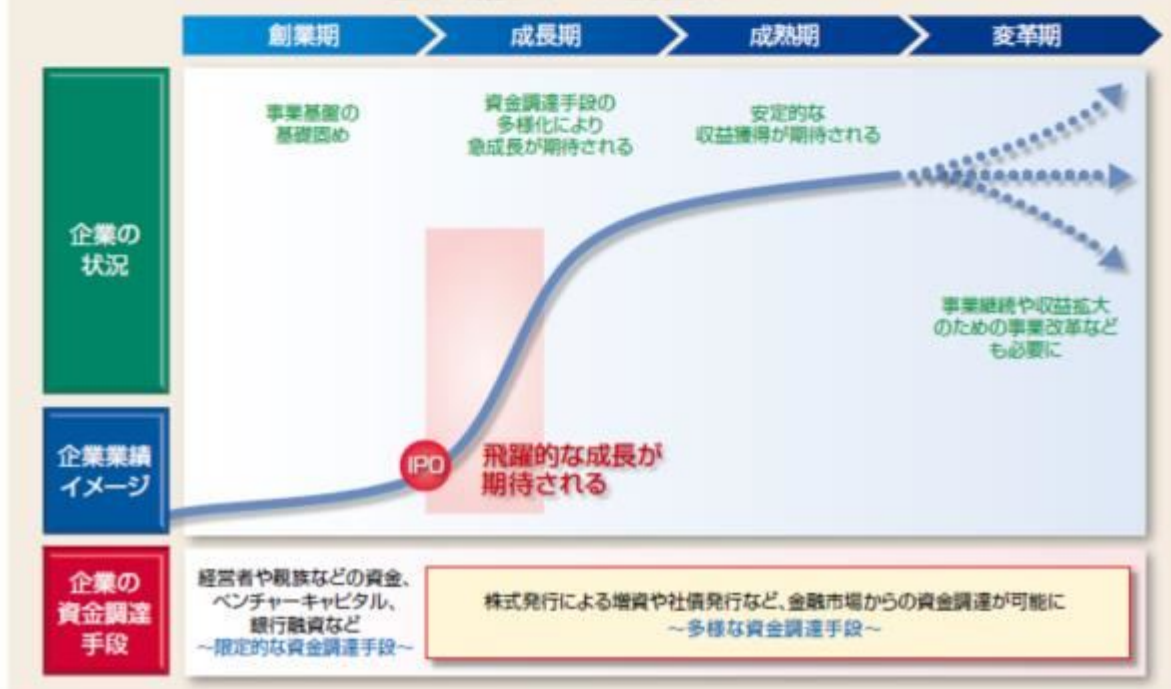 創業期
成長期
成熟期
変革期
企業の
状況
事業基盤の
基礎固め
資金調達手段の
多様化により
急成長が期待される
安定的な
収益獲得が期待される
事業継続や収益拡大
のための事業改革など
も必要に
企業業績
イメージ
IPO
飛躍的な成長が
期待される
企業の
資金調達
手段
経営者や親族などの資金、
ベンチャーキャピタル、
銀行融資など
～限定的な資金調達手段～
株式発行による増資や社債発行など、金融市場からの資金調達が可能に
～多様な資金調達手段～